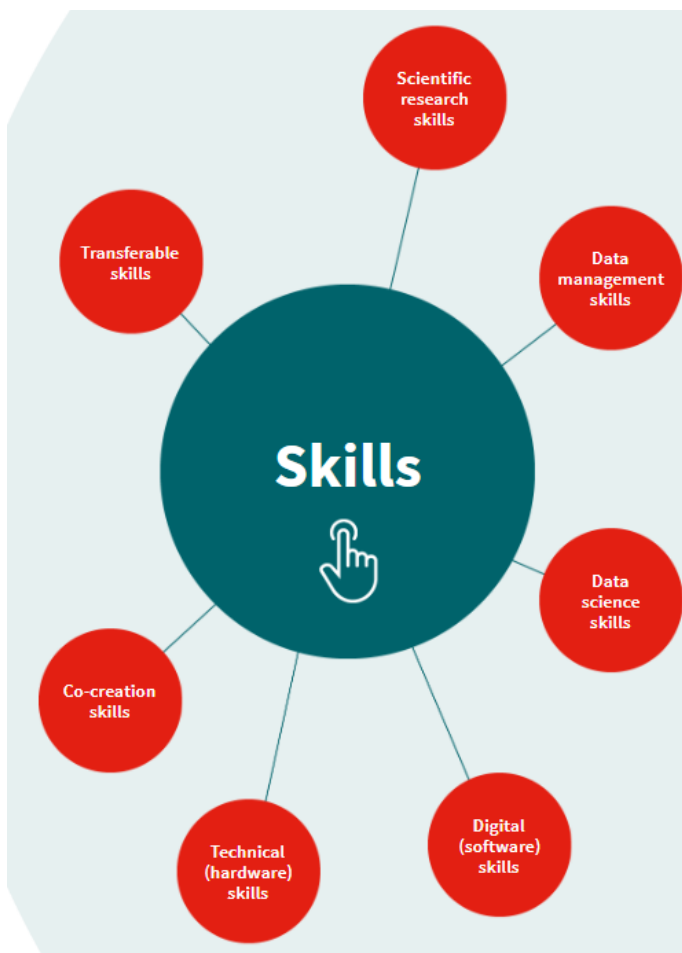 Scientific
research
skills
Transferable
skills
Data
management
skills
Skills
Data
science
skills
Co-creation
skills
Technical
(hardware)
skills
Digital
(software)
skills